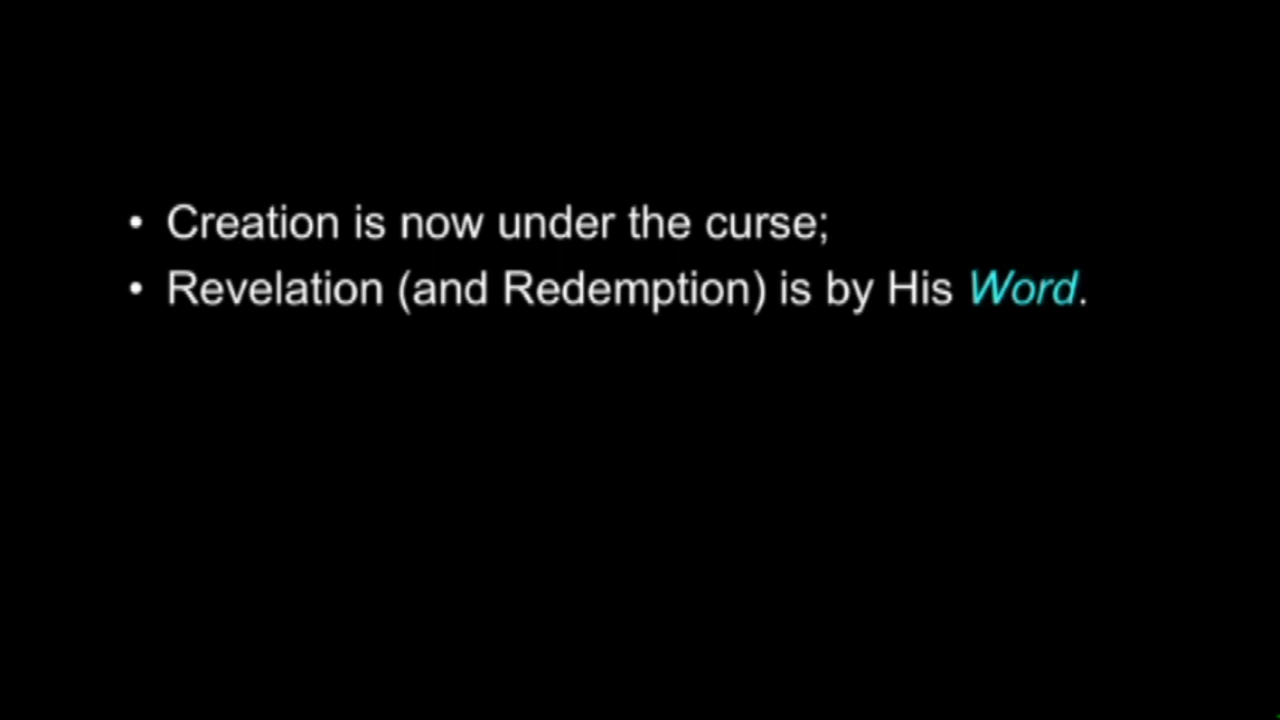 • Creation is now under the curse;
• Revelation (and Redemption) is by His Word.